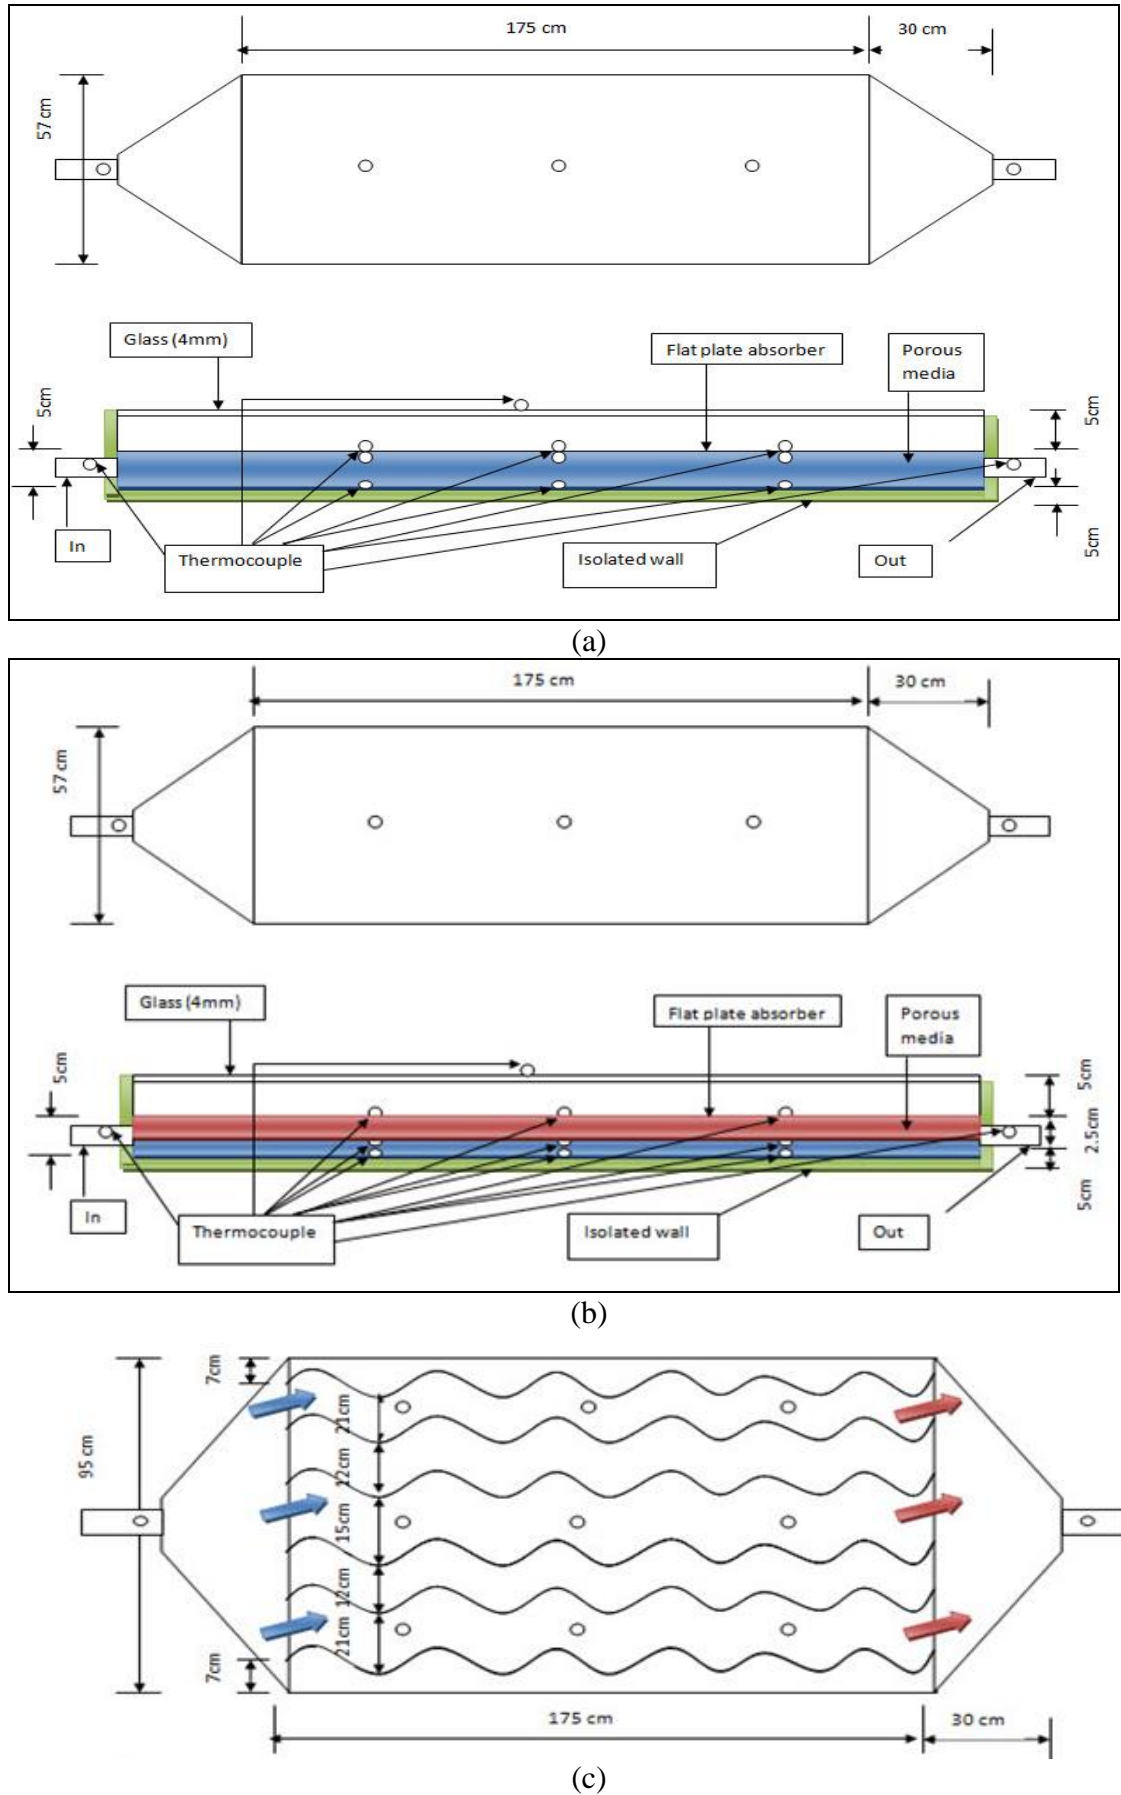 175 cm
30 cm
57cm
Glass (4mm)
Flat plate absorber
Porous
media
5cm
5cm
In
Thermocouple
Isolated wall
Out
5cm
(a)
175 cm
30 cm
57 cm
Glass (4mm)
Flat plate absorber
Porous
media
5cm
5cm
2.5cm
In
Thermocouple
Isolated wall
Out
5cm
(b)
7cm
21cm
95 cm
12cm
15cm
12cm
21cm
7cm
175 cm
30 cm
(c)